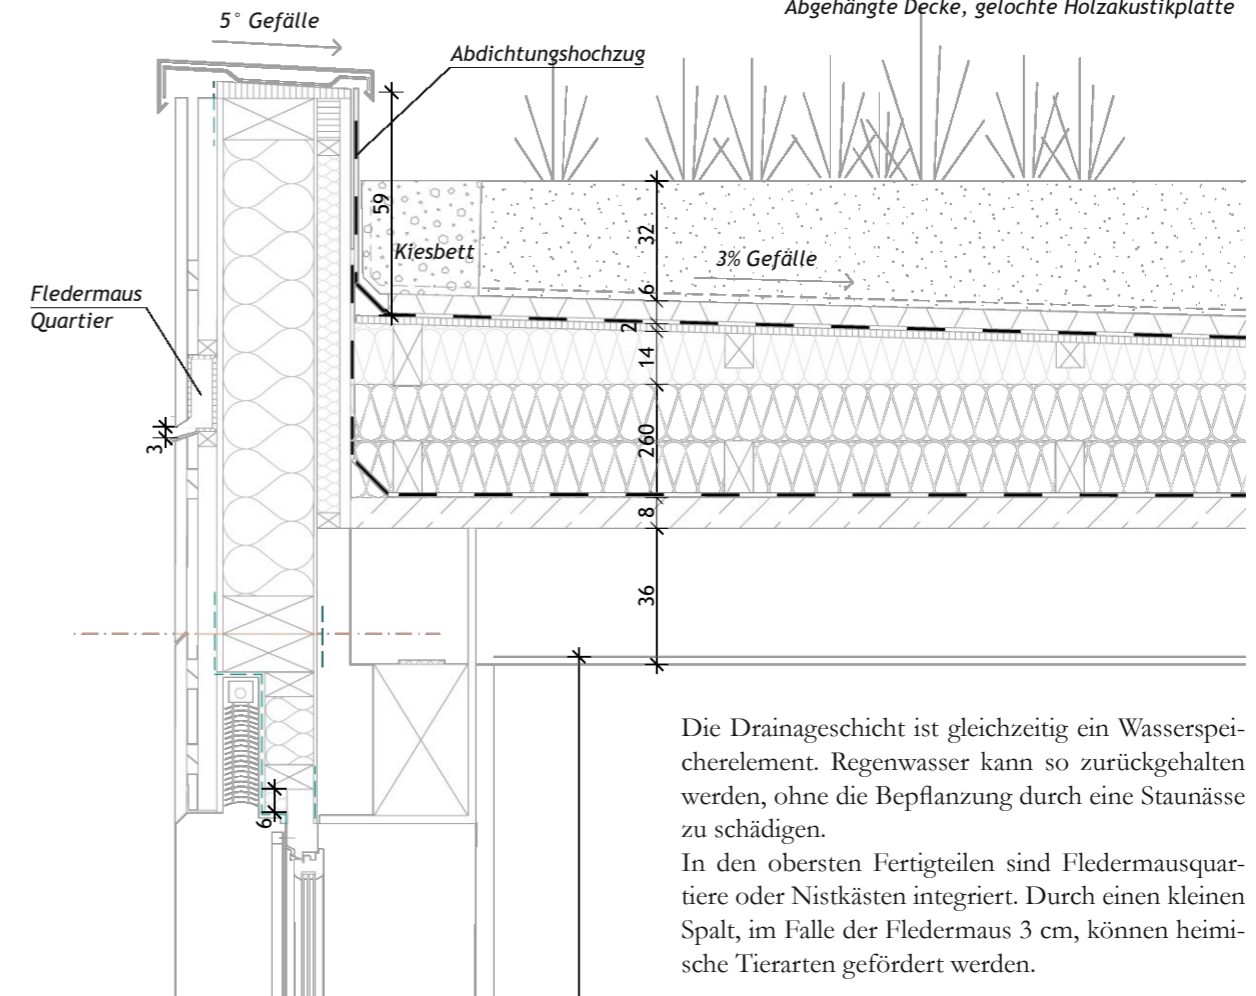 Abgehängte Decke, gelochte Holzakustikplatte
5° Gefälle
Abdichtungshochzug
59
Kiesbett
32
3% Gefälle
6
2
14
260
8
36
Fledermaus
Quartier
3
6
Die Drainageschicht ist gleichzeitig ein Wasserspei-
cherelement. Regenwasser kann so zurückgehalten
werden, ohne die Bepflanzung durch eine Staunässe
zu schädigen.
In den obersten Fertigteilen sind Fledermausquar-
tiere oder Nistkästen integriert. Durch einen kleinen
Spalt, im Falle der Fledermaus 3 cm, können heimi-
sche Tierarten gefördert werden.